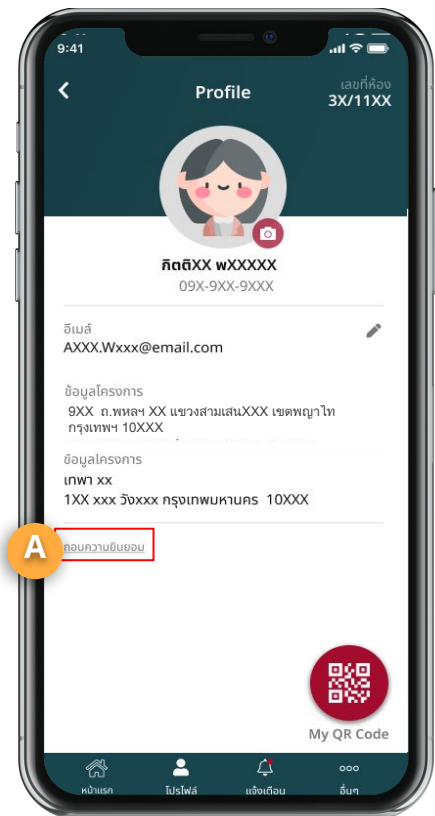 9:41
Profile
เลขที่ห้อง
3X/11XX
กิตติXX พXXXXX
09X-9XX-9XXX
อีเมล์
AXXX.Wxxx@email.com
ข้อมูลโครงการ
9XX ถ.พหลฯ XX แขวงสามเสนXXX เขตพญาไท
กรุงเทพฯ 10XXX
ข้อมูลโครงการ
เทพา xx
1XX xxx วังxxx กรุงเทพมหานคร 10XXX
A
ถอนความยินยอม
My QR Code
หน้าแรก
โปรไฟล์
แจ้งเตือน
อื่นๆ